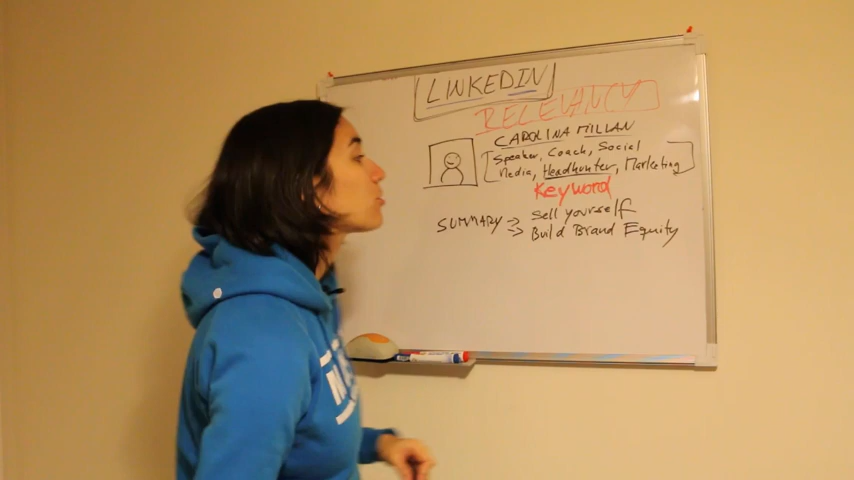 LINKEDIN
RELEVANCY
CAROLINA MILLAN
Speaker, Coach, Social
Media, Headhunter, Marketing
Keyword
SUMMARY → Sell yourself
→ Build Brand Equity